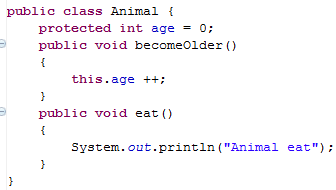 public class Animal {
    protected int age = 0;
    public void becomeOlder()
    {
        this.age ++;
    }
    public void eat()
    {
        System.out.println("Animal eat");
    }
}